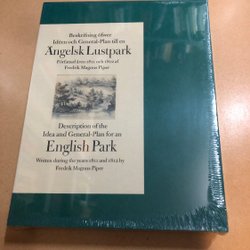 Beskrifning öfwer
Idéen och General-Plan till en
Ängelsk Lustpark
Författad åren 1811 och 1812 af
Fredrik Magnus Piper
Description of the
Idea and General-Plan for an
English Park
Written during the years 1811 and 1812 by
Fredrik Magnus Piper